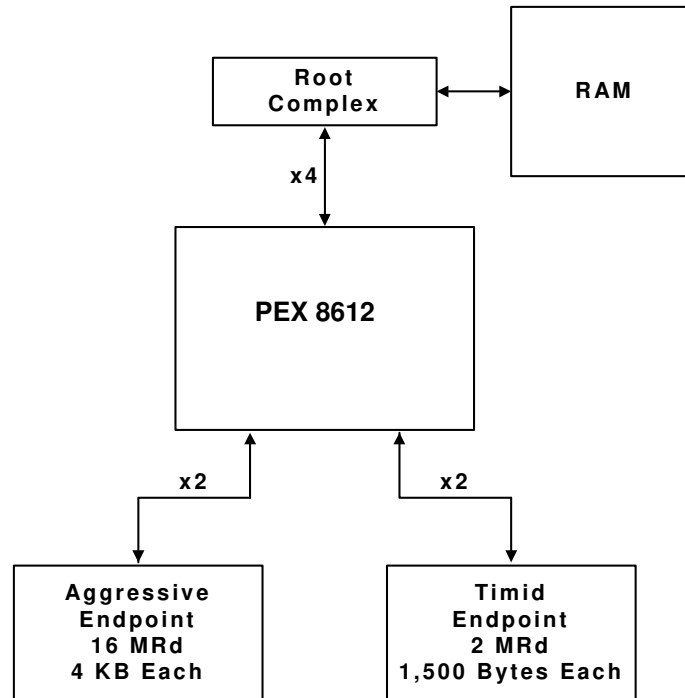 Root
Complex
RAM
x4
PEX 8612
x2
x2
Aggressive
Endpoint
16 MRd
4 KB Each
Timid
Endpoint
2 MRd
1,500 Bytes Each